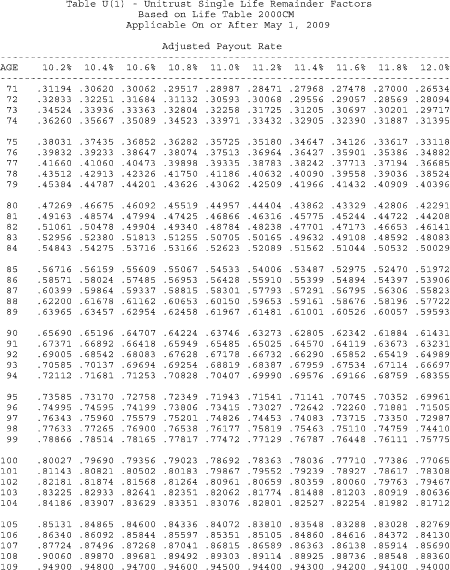 Table U(1) - Unitrust Single Life Remainder Factors
Based on Life Table 2000CM
Applicable On or After May 1, 2009
Adjusted Payout Rate
AGE 10.2% 10.4% 10.6% 10.8% 11.0% 11.2% 11.4% 11.6% 11.8% 12.0%
71 .31194 .30620 .30062 .29517 .28987 .28471 .27968 .27478 .27000 .26534
72 .32833 .32251 .31684 .31132 .30593 .30068 .29556 .29057 .28569 .28094
73 .34524 .33936 .33363 .32804 .32258 .31725 .31205 .30697 .30201 .29717
74 .36260 .35667 .35089 .34523 .33971 .33432 .32905 .32390 .31887 .31395
75 .38031 .37435 .36852 .36282 .35725 .35180 .34647 .34126 .33617 .33118
76 .39832 .39233 .38647 .38074 .37513 .36964 .36427 .35901 .35386 .34882
77 .41660 .41060 .40473 .39898 .39335 .38783 .38242 .37713 .37194 .36685
78 .43512 .42913 .42326 .41750 .41186 .40632 .40090 .39558 .39036 .38524
79 .45384 .44787 .44201 .43626 .43062 .42509 .41966 .41432 .40909 .40396
80 .47269 .46675 .46092 .45519 .44957 .44404 .43862 .43329 .42806 .42291
81 .49163 .48574 .47994 .47425 .46866 .46316 .45775 .45244 .44722 .44208
82 .51061 .50478 .49904 .49340 .48784 .48238 .47701 .47173 .46653 .46141
83 .52956 .52380 .51813 .51255 .50705 .50165 .49632 .49108 .48592 .48083
84 .54843 .54275 .53716 .53166 .52623 .52089 .51562 .51044 .50532 .50029
85 .56716 .56159 .55609 .55067 .54533 .54006 .53487 .52975 .52470 .51972
86 .58571 .58024 .57485 .56953 .56428 .55910 .55399 .54894 .54397 .53906
87 .60399 .59864 .59337 .58815 .58301 .57793 .57291 .56795 .56306 .55823
88 .62200 .61678 .61162 .60653 .60150 .59653 .59161 .58676 .58196 .57722
89 .63965 .63457 .62954 .62458 .61967 .61481 .61001 .60526 .60057 .59593
90 .65690 .65196 .64707 .64224 .63746 .63273 .62805 .62342 .61884 .61431
91 .67371 .66892 .66418 .65949 .65485 .65025 .64570 .64119 .63673 .63231
92 .69005 .68542 .68083 .67628 .67178 .66732 .66290 .65852 .65419 .64989
93 .70585 .70137 .69694 .69254 .68819 .68387 .67959 .67534 .67114 .66697
94 .72112 .71681 .71253 .70828 .70407 .69990 .69576 .69166 .68759 .68355
95 .73585 .73170 .72758 .72349 .71943 .71541 .71141 .70745 .70352 .69961
96 .74995 .74595 .74199 .73806 .73415 .73027 .72642 .72260 .71881 .71505
97 .76343 .75960 .75579 .75201 .74826 .74453 .74083 .73715 .73350 .72987
98 .77633 .77265 .76900 .76538 .76177 .75819 .75463 .75110 .74759 .74410
99 .78866 .78514 .78165 .77817 .77472 .77129 .76787 .76448 .76111 .75775
100 .80027 .79690 .79356 .79023 .78692 .78363 .78036 .77710 .77386 .77065
101 .81143 .80821 .80502 .80183 .79867 .79552 .79239 .78927 .78617 .78308
102 .82181 .81874 .81568 .81264 .80961 .80659 .80359 .80060 .79763 .79467
103 .83225 .82933 .82641 .82351 .82062 .81774 .81488 .81203 .80919 .80636
104 .84186 .83907 .83629 .83351 .83076 .82801 .82527 .82254 .81982 .81712
105 .85131 .84865 .84600 .84336 .84072 .83810 .83548 .83288 .83028 .82769
106 .86340 .86092 .85844 .85597 .85351 .85105 .84860 .84616 .84372 .84130
107 .87724 .87496 .87268 .87041 .86815 .86589 .86363 .86138 .85914 .85690
108 .90060 .89870 .89681 .89492 .89303 .89114 .88925 .88736 .88548 .88360
109 .94900 .94800 .94700 .94600 .94500 .94400 .94300 .94200 .94100 .94000